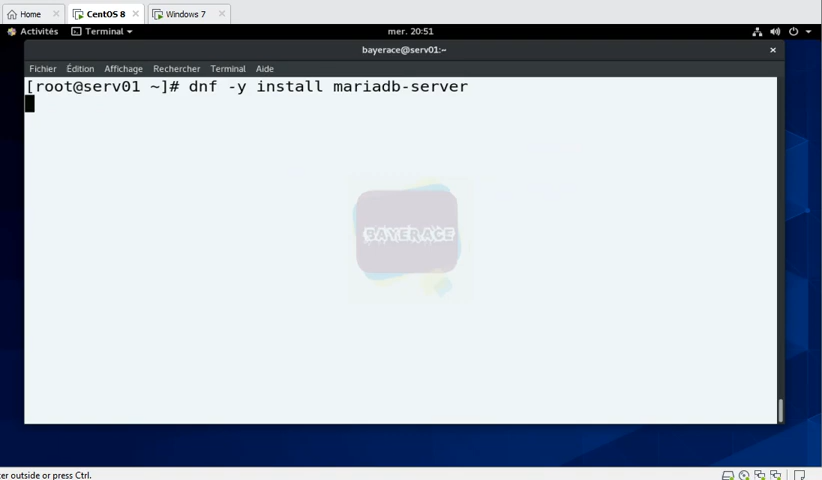 Home
CentOS 8
Windows 7
Activités
Terminal
mer. 20:51
bayerace@serv01:~
Fichier Édition Affichage Rechercher Terminal Aide
[root@serv01 ~]# dnf -y install mariadb-server
BAYERACE
er outside or press Ctrl.